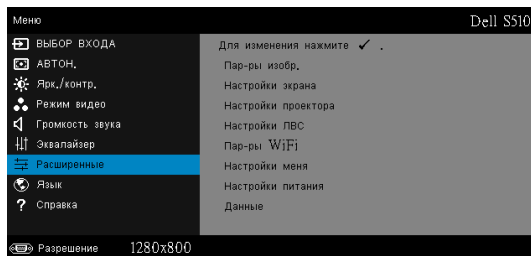 Меню Dell S510
ВЫБОР ВХОДА
АВТОН.
Ярк./контр.
Режим видео
Громкость звука
Эквалайзер
Расширенные
Язык
? Справка
Для изменения нажмите ✓ .
Пар-ры изобр.
Настройки экрана
Настройки проектора
Настройки ЛВС
Пар-ры WiFi
Настройки меня
Настройки питания
Данные
Разрешение 1280x800